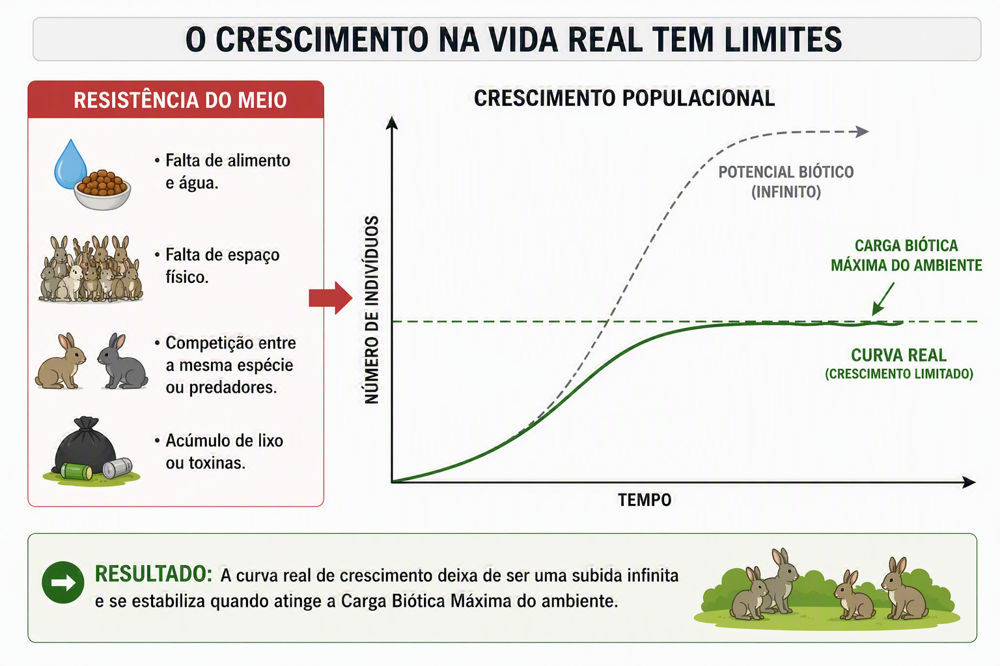 O CRESCIMENTO NA VIDA REAL TEM LIMITES
RESISTÊNCIA DO MEIO
• Falta de alimento
e água.
• Falta de espaço
físico.
• Competição entre
a mesma espécie
ou predadores.
• Acúmulo de lixo
ou toxinas.
CRESCIMENTO POPULACIONAL
NÚMERO DE INDIVÍDUOS
POTENCIAL BIÓTICO
(INFINITO)
CARGA BIÓTICA
MÁXIMA DO AMBIENTE
CURVA REAL
(CRESCIMENTO LIMITADO)
TEMPO
RESULTADO: A curva real de crescimento deixa de ser uma subida infinita
e se estabiliza quando atinge a Carga Biótica Máxima do ambiente.